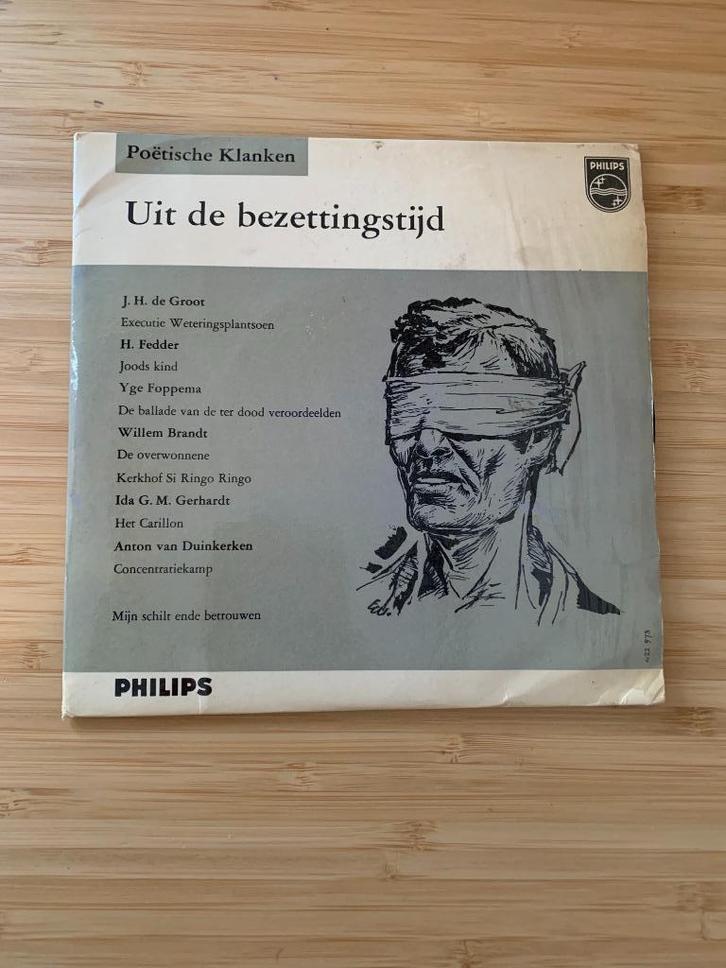 Poëtische Klanken
PHILIPS
Uit de bezettingstijd
J. H. de Groot
Executie Weteringsplantsoen
H. Fedder
Joods kind
Yge Foppema
De ballade van de ter dood veroordeelden
Willem Brandt
De overwonnene
Kerkhof Si Ringo Ringo
Ida G. M. Gerhardt
Het Carillon
Anton van Duinkerken
Concentratiekamp
Mijn schilt ende betrouwen
422 973
PHILIPS